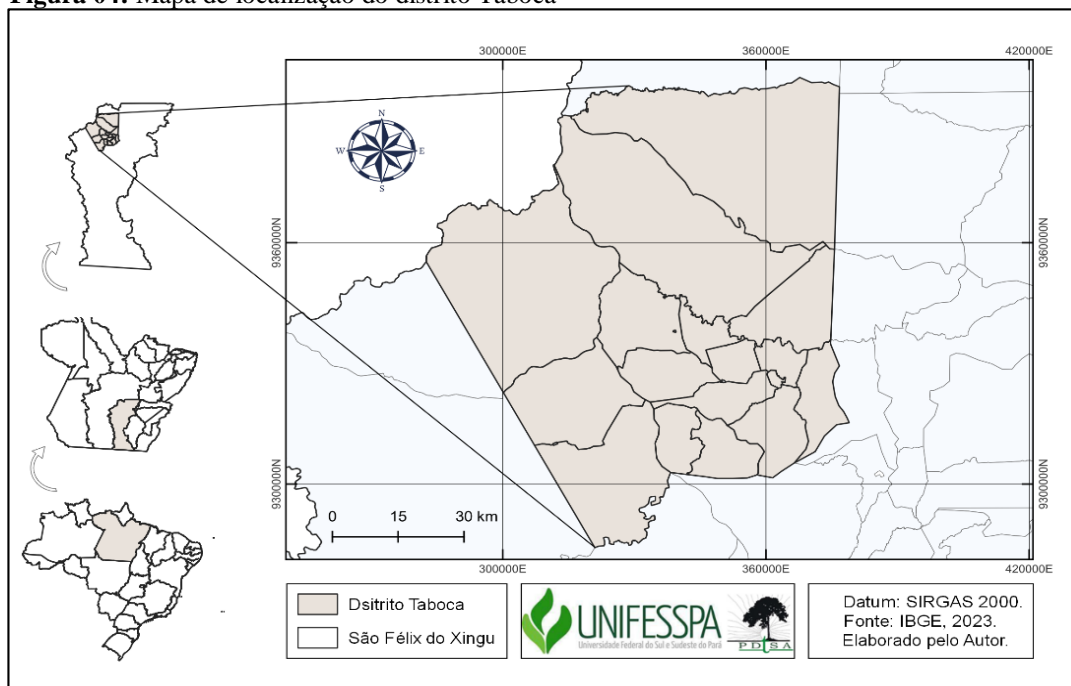 Figura 04: Mapa de localização do distrito Taboca
300000E
360000E
420000E
N
W
E
S
9360000N
9360000N
9300000N
9300000N
0 15 30 km
300000E
360000E
420000E
Dsitrito Taboca
São Félix do Xingu
UNIFESSPA
Universidade Federal do Sul e Sudeste do Pará
PDTSA
Datum: SIRGAS 2000.
Fonte: IBGE, 2023.
Elaborado pelo Autor.